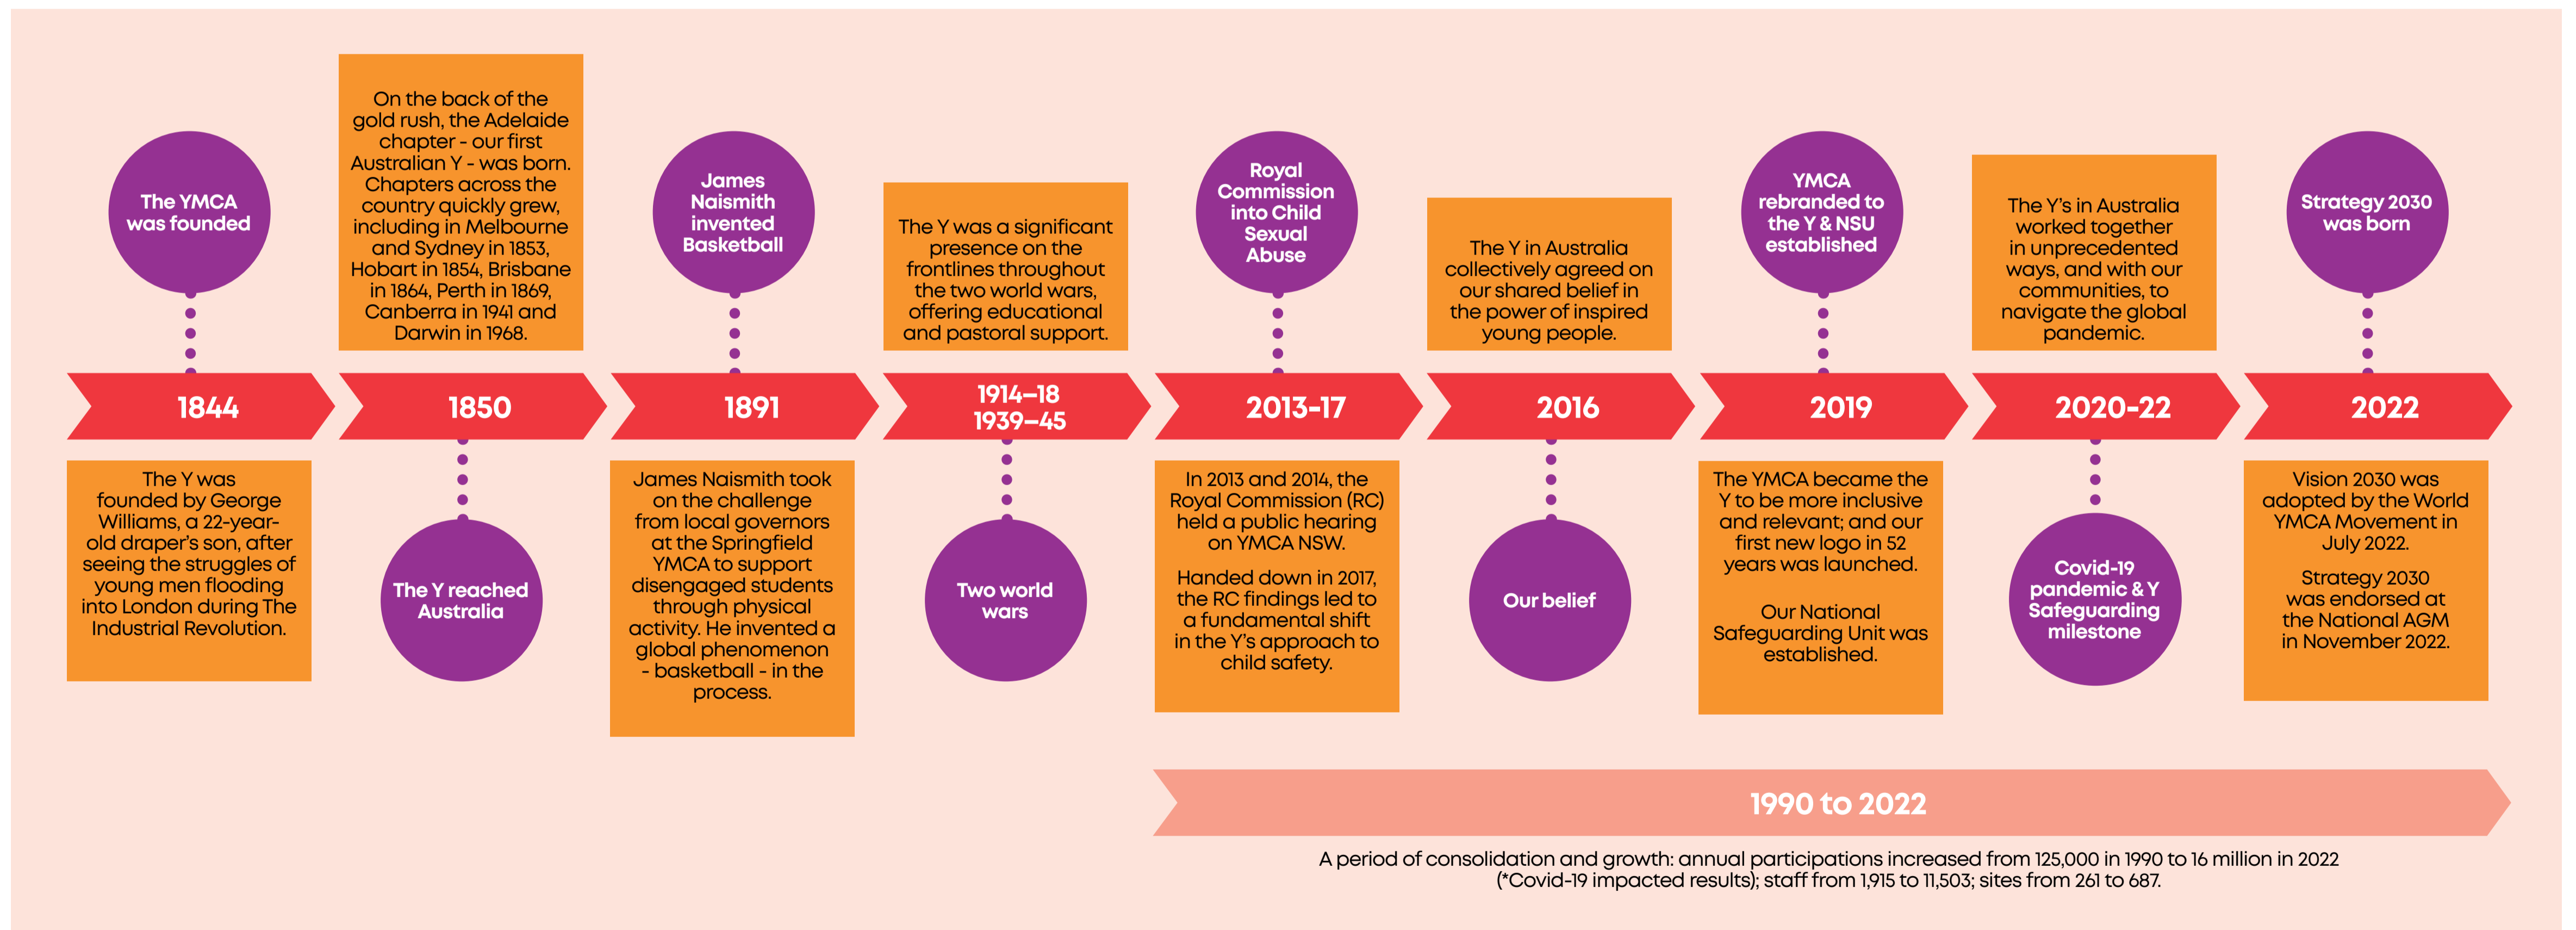 The YMCA
was founded
1844
The Y was
founded by George
Williams, a 22-year-
old draper's son, after
seeing the struggles of
young men flooding
into London during The
Industrial Revolution.
On the back of the
gold rush, the Adelaide
chapter - our first
Australian Y - was born.
Chapters across the
country quickly grew,
including in Melbourne
and Sydney in 1853,
Hobart in 1854, Brisbane
in 1864, Perth in 1869,
Canberra in 1941 and
Darwin in 1968.
1850
The Y reached
Australia
James
Naismith
invented
Basketball
1891
James Naismith took
on the challenge
from local governors
at the Springfield
YMCA to support
disengaged students
through physical
activity. He invented a
global phenomenon
- basketball - in the
process.
The Y was a significant
presence on the
frontlines throughout
the two world wars,
offering educational
and pastoral support.
1914–18
1939–45
Two world
wars
Royal
Commission
into Child
Sexual
Abuse
2013-17
In 2013 and 2014, the
Royal Commission (RC)
held a public hearing
on YMCA NSW.
Handed down in 2017,
the RC findings led to
a fundamental shift
in the Y's approach to
child safety.
The Y in Australia
collectively agreed on
our shared belief in
the power of inspired
young people.
2016
Our belief
YMCA
rebranded to
the Y & NSU
established
2019
The YMCA became the
Y to be more inclusive
and relevant; and our
first new logo in 52
years was launched.
Our National
Safeguarding Unit was
established.
The Y's in Australia
worked together
in unprecedented
ways, and with our
communities, to
navigate the global
pandemic.
2020-22
Covid-19
pandemic & Y
Safeguarding
milestone
Strategy 2030
was born
2022
Vision 2030 was
adopted by the World
YMCA Movement in
July 2022.
Strategy 2030
was endorsed at
the National AGM
in November 2022.
1990 to 2022
A period of consolidation and growth: annual participations increased from 125,000 in 1990 to 16 million in 2022
(*Covid-19 impacted results); staff from 1,915 to 11,503; sites from 261 to 687.